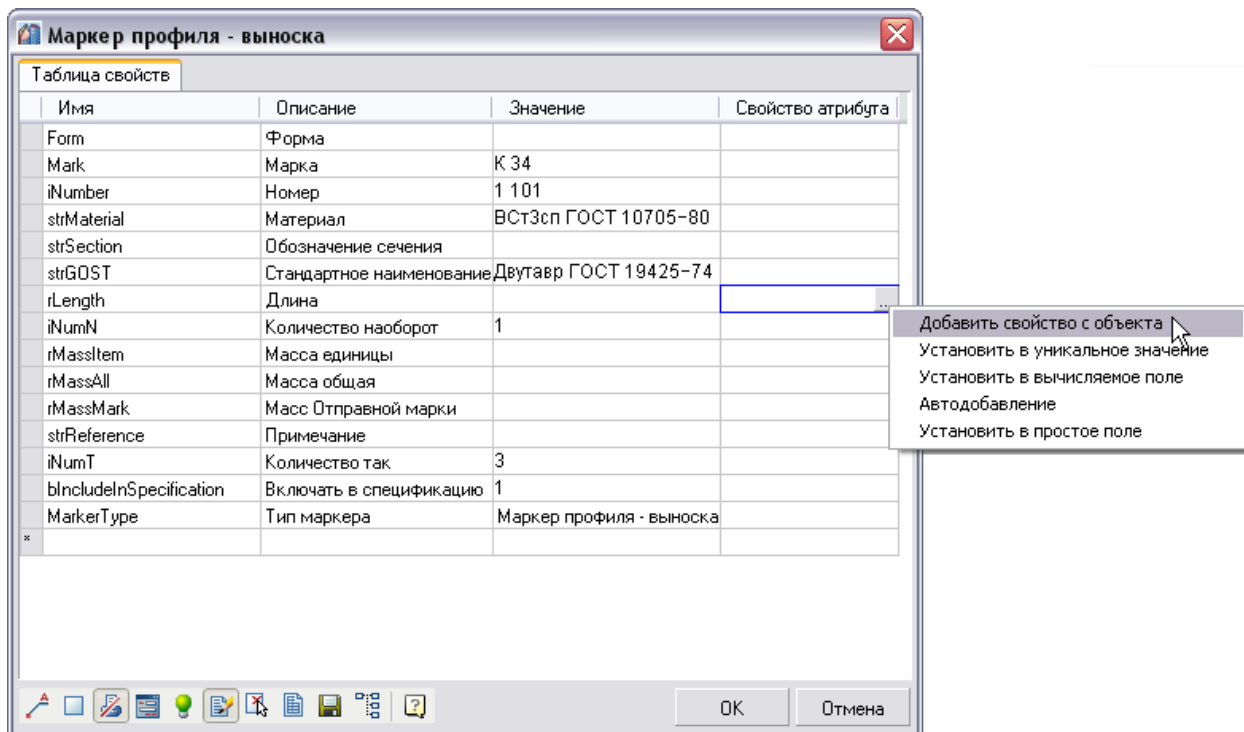 Маркер профиля - выноска
Таблица свойств
Имя Описание Значение Свойство атрибута
Form Форма
Mark Марка К 34
iNumber Номер 1 101
strMaterial Материал ВСт3сп ГОСТ 10705-80
strSection Обозначение сечения
strGOST Стандартное наименование Двутавр ГОСТ 19425-74
rLength Длина ...
iNumN Количество наоборот 1
rMassItem Масса единицы
rMassAll Масса общая
rMassMark Масс Отправной марки
strReference Примечание
iNumT Количество так 3
bIncludeInSpecification Включать в спецификацию 1
MarkerType Тип маркера Маркер профиля - выноска
*
Добавить свойство с объекта
Установить в уникальное значение
Установить в вычисляемое поле
Автодобавление
Установить в простое поле
OK Отмена